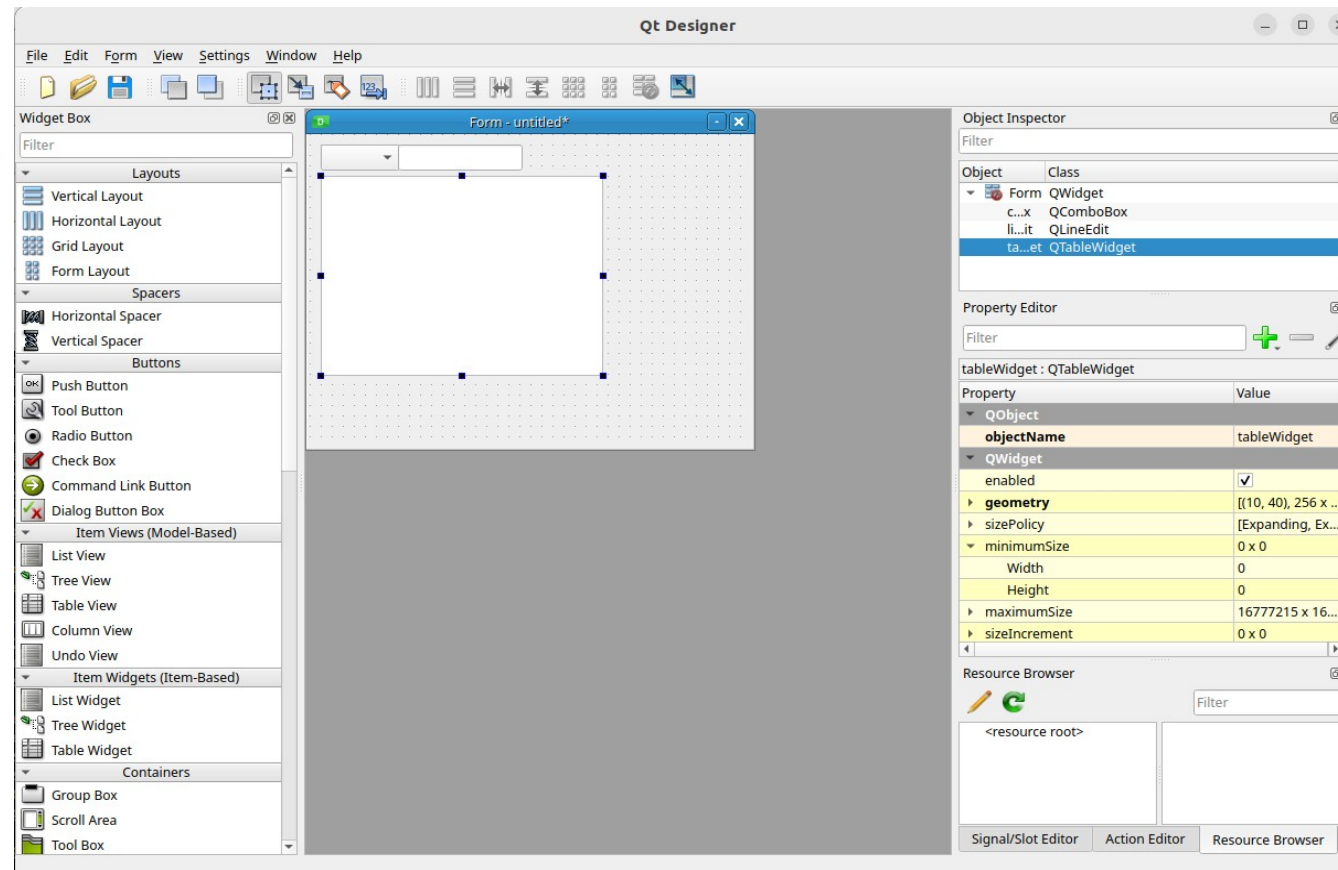 Qt Designer
File Edit Form View Settings Window Help
Widget Box
Filter
Layouts
Vertical Layout
Horizontal Layout
Grid Layout
Form Layout
Spacers
Horizontal Spacer
Vertical Spacer
Buttons
OK Push Button
Tool Button
Radio Button
Check Box
Command Link Button
Dialog Button Box
Item Views (Model-Based)
List View
Tree View
Table View
Column View
Undo View
Item Widgets (Item-Based)
List Widget
Tree Widget
Table Widget
Containers
Group Box
Scroll Area
Tool Box
Form - untitled*
Object Inspector
Filter
Object Class
Form QWidget
c...x QComboBox
li...it QLineEdit
ta...et QTableWidget
Property Editor
Filter
tableWidget : QTableWidget
Property Value
QObject
objectName tableWidget
QWidget
enabled
geometry [(10, 40), 256 x ...
sizePolicy [Expanding, Ex...
minimumSize 0 x 0
Width 0
Height 0
maximumSize 16777215 x 16...
sizeIncrement 0 x 0
Resource Browser
Filter
<resource root>
Signal/Slot Editor Action Editor Resource Browser